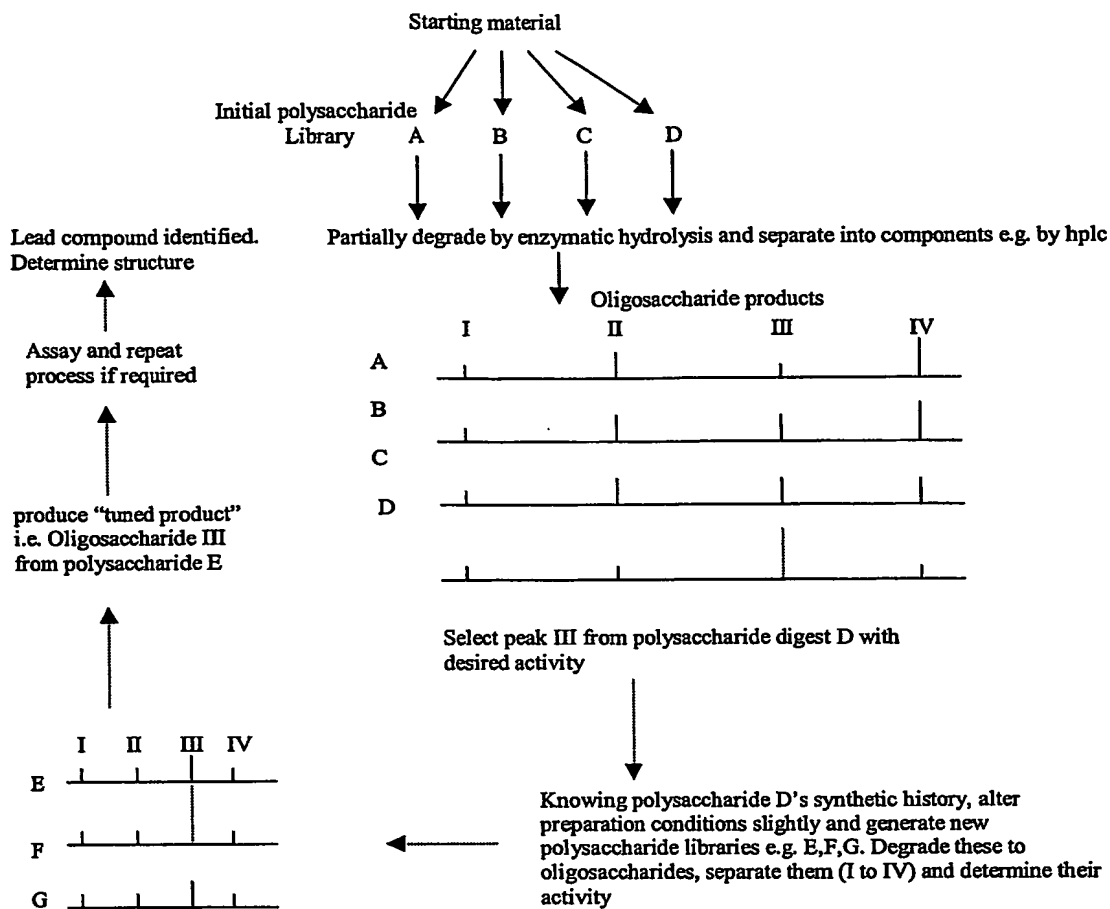 Starting material
Initial polysaccharide
Library
A B C D
Partially degrade by enzymatic hydrolysis and separate into components e.g. by hplc
Oligosaccharide products
I II III IV
A
B
C
D
Select peak III from polysaccharide digest D with
desired activity
Knowing polysaccharide D's synthetic history, alter
preparation conditions slightly and generate new
polysaccharide libraries e.g. E,F,G. Degrade these to
oligosaccharides, separate them (I to IV) and determine their
activity
I II III IV
E
F
G
produce “tuned product”
i.e. Oligosaccharide III
from polysaccharide E
Assay and repeat
process if required
Lead compound identified.
Determine structure